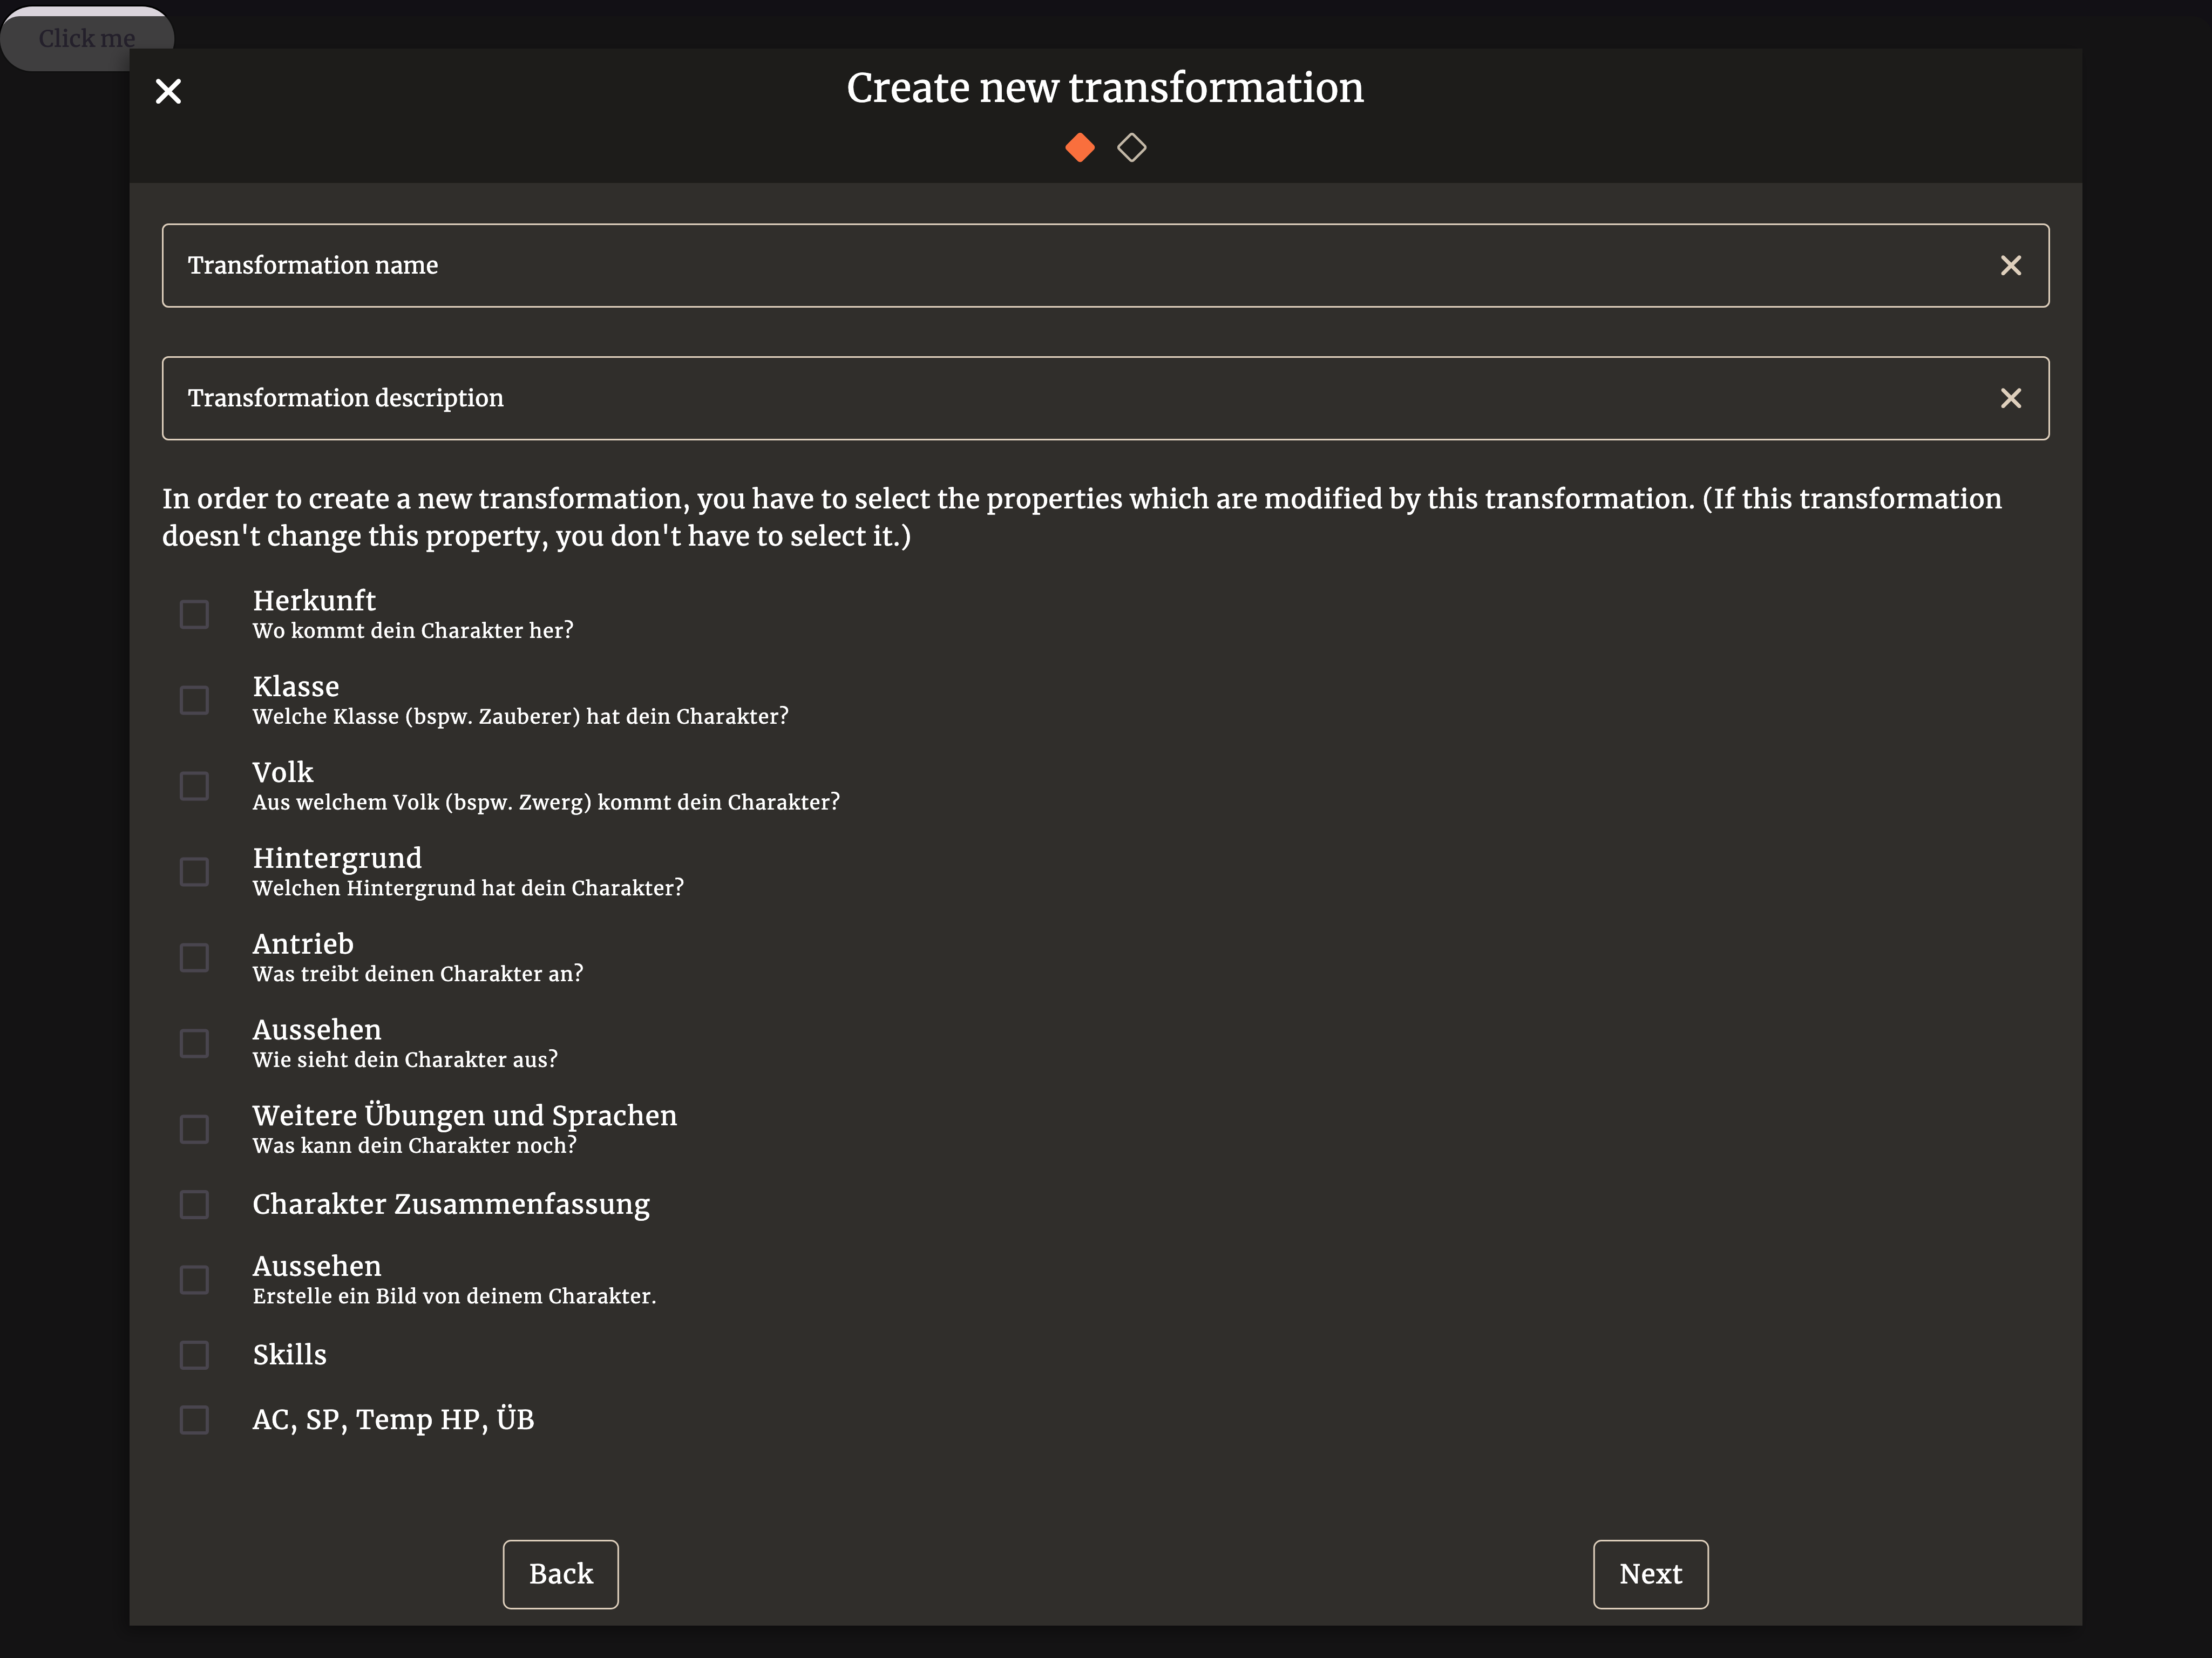 Click me
Create new transformation
Transformation name
Transformation description
In order to create a new transformation, you have to select the properties which are modified by this transformation. (If this transformation
doesn't change this property, you don't have to select it.)
Herkunft
Wo kommt dein Charakter her?
Klasse
Welche Klasse (bspw. Zauberer) hat dein Charakter?
Volk
Aus welchem Volk (bspw. Zwerg) kommt dein Charakter?
Hintergrund
Welchen Hintergrund hat dein Charakter?
Antrieb
Was treibt deinen Charakter an?
Aussehen
Wie sieht dein Charakter aus?
Weitere Übungen und Sprachen
Was kann dein Charakter noch?
Charakter Zusammenfassung
Aussehen
Erstelle ein Bild von deinem Charakter.
Skills
AC, SP, Temp HP, ÜB
Back
Next